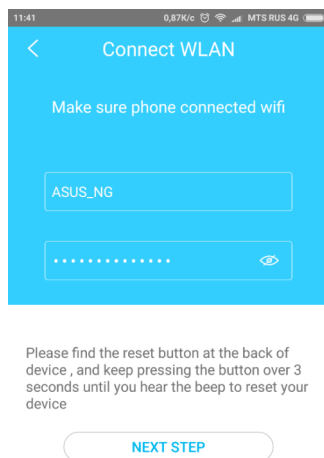 11:41 0,87K/c MTS RUS 4G
Connect WLAN
Make sure phone connected wifi
ASUS_NG
Please find the reset button at the back of
device , and keep pressing the button over 3
seconds until you hear the beep to reset your
device
NEXT STEP